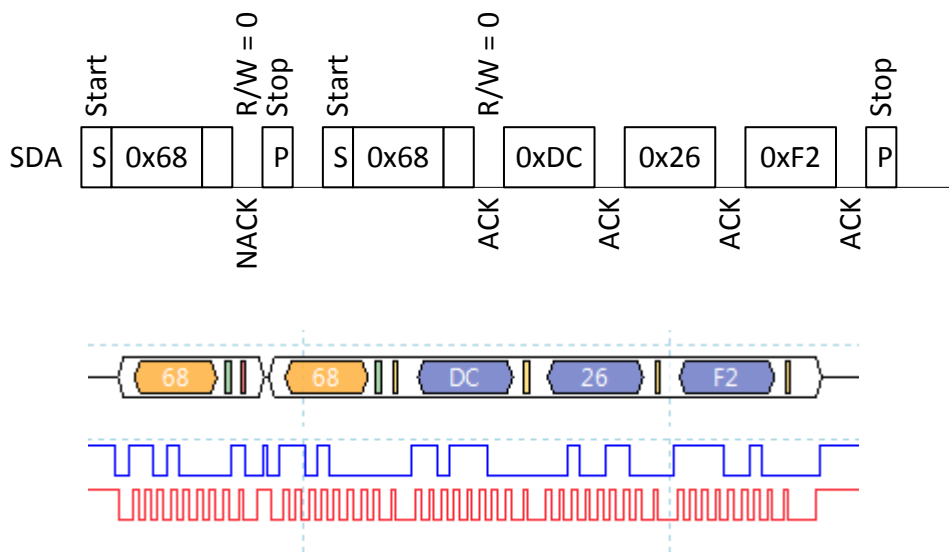 Start R/W = 0 Stop Start R/W = 0 Stop
SDA S 0x68 P S 0x68 0xDC 0x26 0xF2 P
NACK ACK ACK ACK ACK
68 68 DC 26 F2